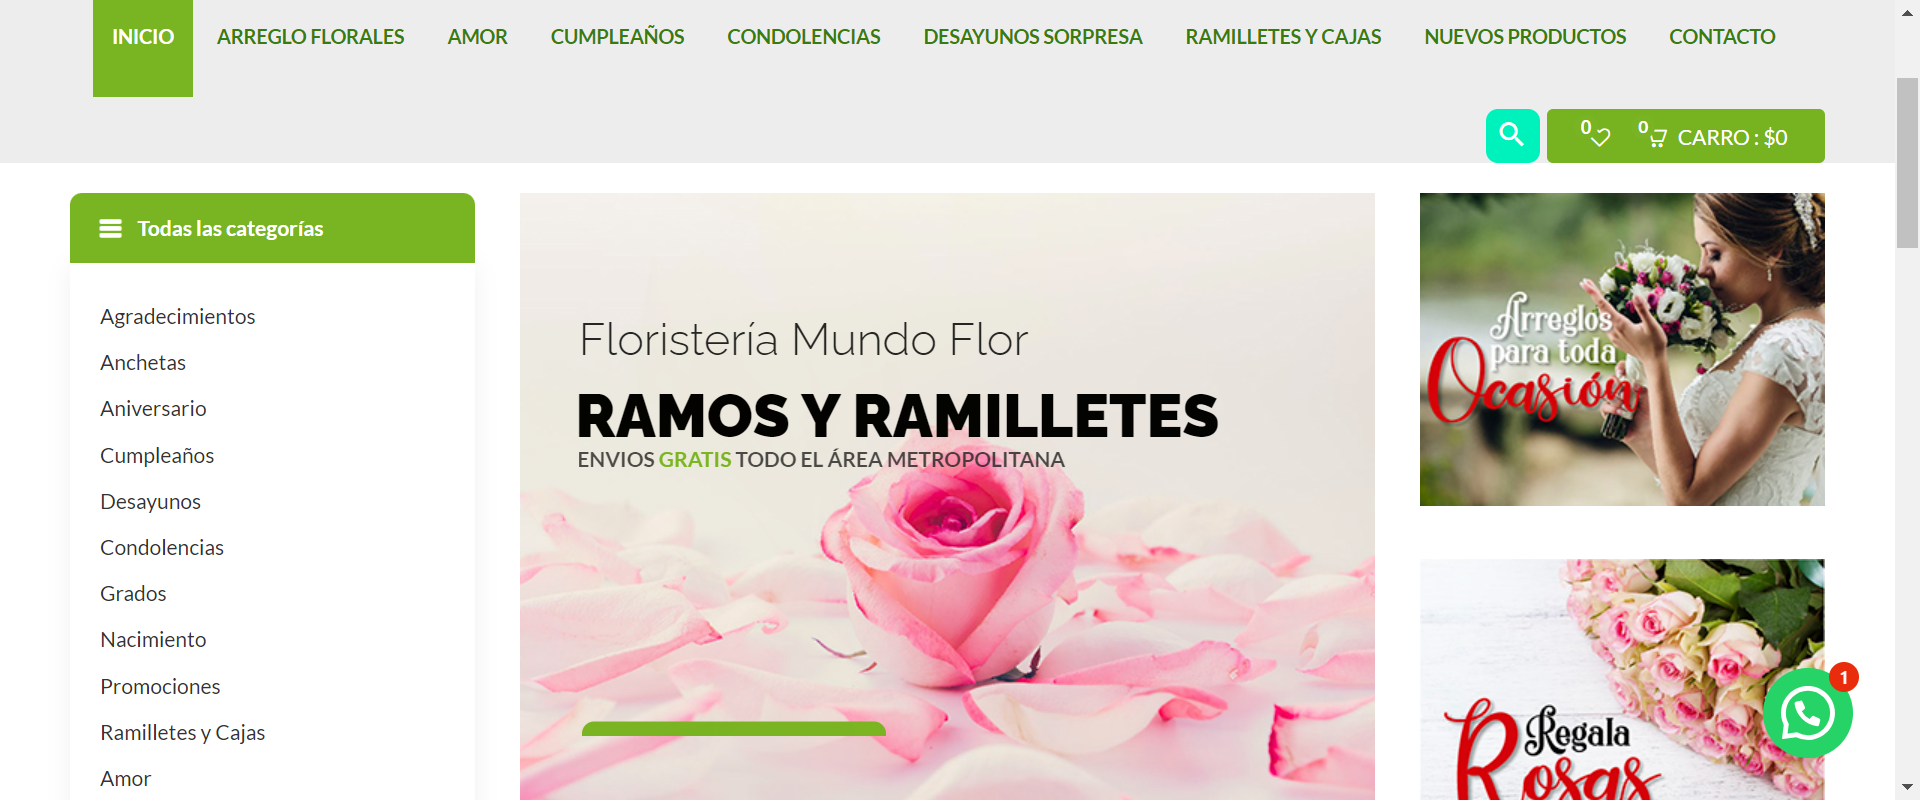 INICIO
ARREGLO FLORALES
AMOR
CUMPLEAÑOS
CONDOLENCIAS
DESAYUNOS SORPRESA
RAMILLETES Y CAJAS
NUEVOS PRODUCTOS
CONTACTO
0
0
CARRO : $0
Todas las categorías
Agradecimientos
Anchetas
Aniversario
Cumpleaños
Desayunos
Condolencias
Grados
Nacimiento
Promociones
Ramilletes y Cajas
Amor
Floristería Mundo Flor
RAMOS Y RAMILLETES
ENVIOS GRATIS TODO EL ÁREA METROPOLITANA
Arreglos
para toda
Ocasión
Regala
Rosas
1